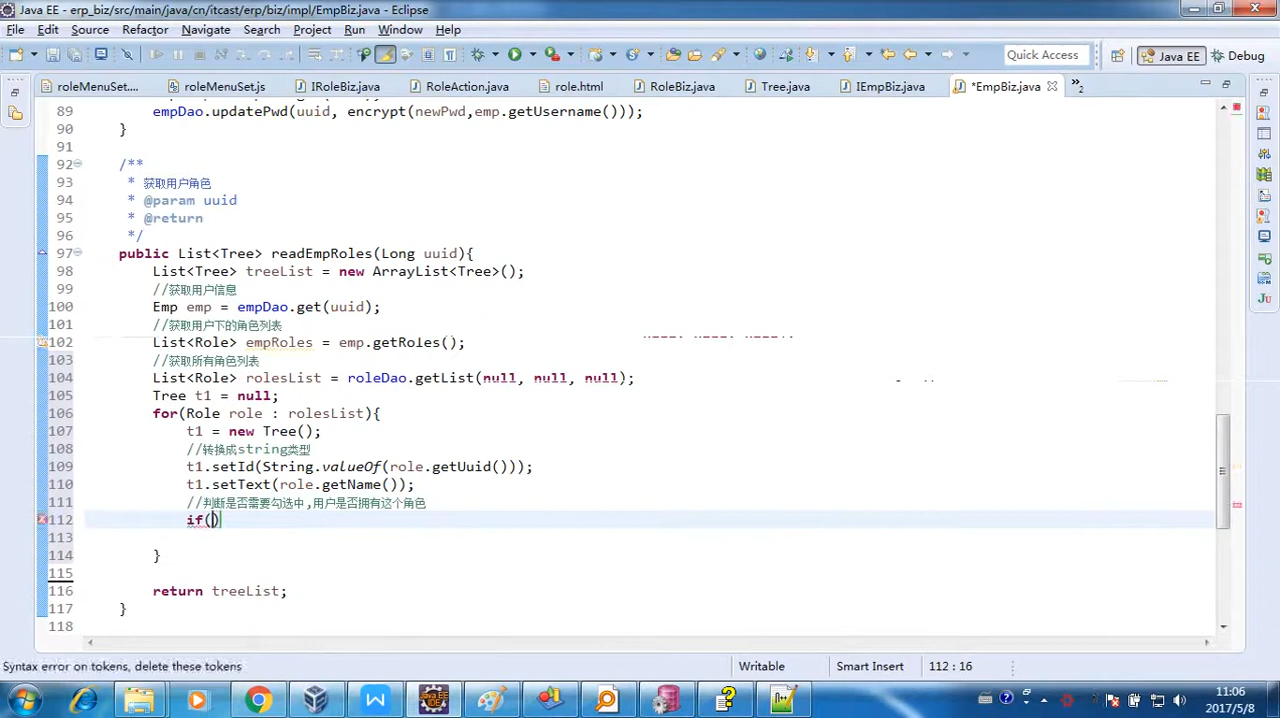 Java EE - erp_biz/src/main/java/cn/itcast/erp/biz/impl/EmpBiz.java - Eclipse
File Edit Source Refactor Navigate Search Project Run Window Help
Quick Access Java EE Debug
roleMenuSet.... roleMenuSet.js IRoleBiz.java RoleAction.java role.html RoleBiz.java Tree.java IEmpBiz.java *EmpBiz.java »2
89 empDao.updatePwd(uuid, encrypt(newPwd,emp.getUsername()));
90 }
91
92 /**
93 * 获取用户角色
94 * @param uuid
95 * @return
96 */
97 public List<Tree> readEmpRoles(Long uuid){
98 List<Tree> treeList = new ArrayList<Tree>();
99 //获取用户信息
100 Emp emp = empDao.get(uuid);
101 //获取用户下的角色列表
102 List<Role> empRoles = emp.getRoles();
103 //获取所有角色列表
104 List<Role> rolesList = roleDao.getList(null, null, null);
105 Tree t1 = null;
106 for(Role role : rolesList){
107 t1 = new Tree();
108 //转换成string类型
109 t1.setId(String.valueOf(role.getUuid()));
110 t1.setText(role.getName());
111 //判断是否需要勾选中,用户是否拥有这个角色
112 if()
113
114 }
115
116 return treeList;
117 }
118
Syntax error on tokens, delete these tokens Writable Smart Insert 112 : 16
11:06
2017/5/8